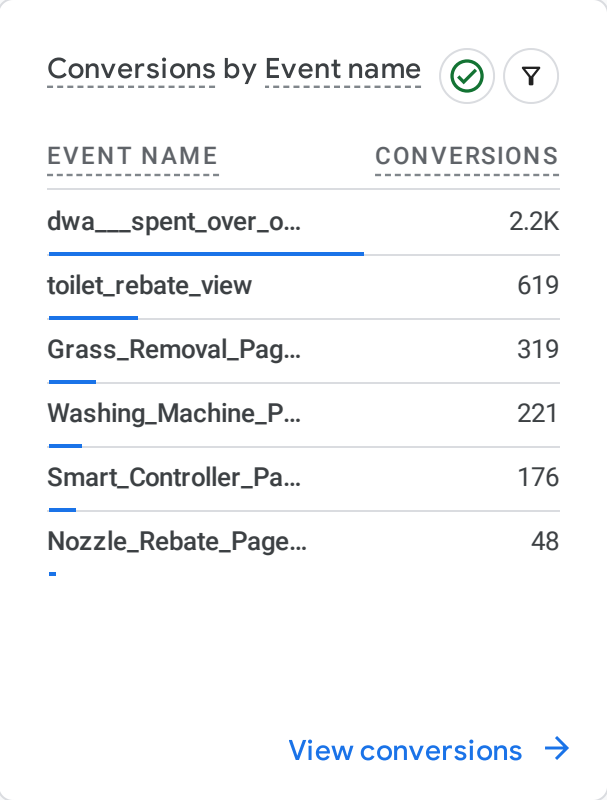 Conversions by Event name
EVENT NAME CONVERSIONS
dwa___spent_over_o... 2.2K
toilet_rebate_view 619
Grass_Removal_Pag... 319
Washing_Machine_P... 221
Smart_Controller_Pa... 176
Nozzle_Rebate_Page... 48
View conversions